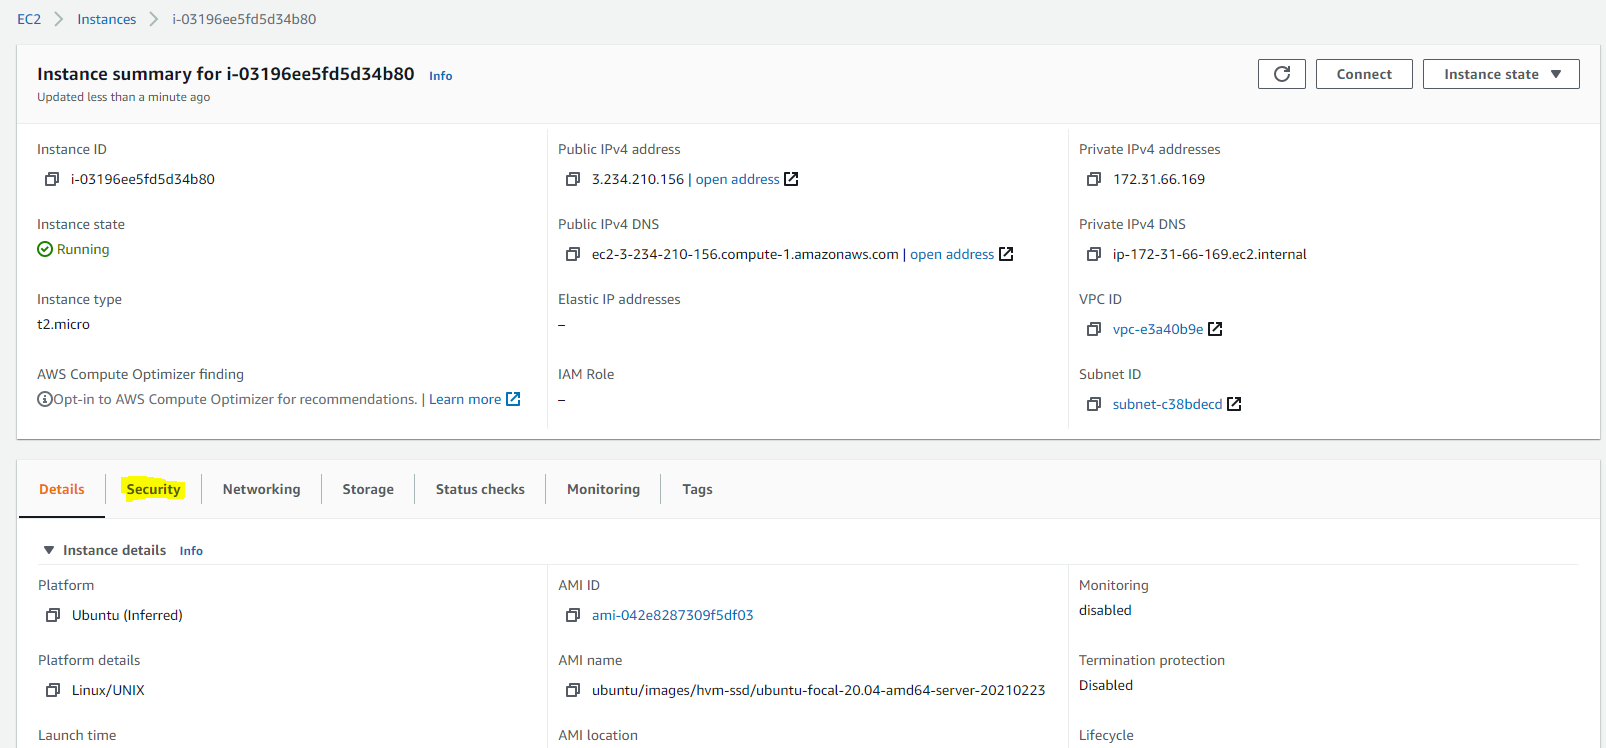 EC2 > Instances > i-03196ee5fd5d34b80
Instance summary for i-03196ee5fd5d34b80 Info
Updated less than a minute ago
Connect
Instance state
Instance ID
i-03196ee5fd5d34b80
Public IPv4 address
3.234.210.156 | open address
Private IPv4 addresses
172.31.66.169
Instance state
Running
Public IPv4 DNS
ec2-3-234-210-156.compute-1.amazonaws.com | open address
Private IPv4 DNS
ip-172-31-66-169.ec2.internal
Instance type
t2.micro
Elastic IP addresses
–
VPC ID
vpc-e3a40b9e
AWS Compute Optimizer finding
Opt-in to AWS Compute Optimizer for recommendations. | Learn more
IAM Role
–
Subnet ID
subnet-c38bdecd
Details
Security
Networking
Storage
Status checks
Monitoring
Tags
Instance details Info
Platform
Ubuntu (Inferred)
AMI ID
ami-042e8287309f5df03
Monitoring
disabled
Platform details
Linux/UNIX
AMI name
ubuntu/images/hvm-ssd/ubuntu-focal-20.04-amd64-server-20210223
Termination protection
Disabled
Launch time
AMI location
Lifecycle